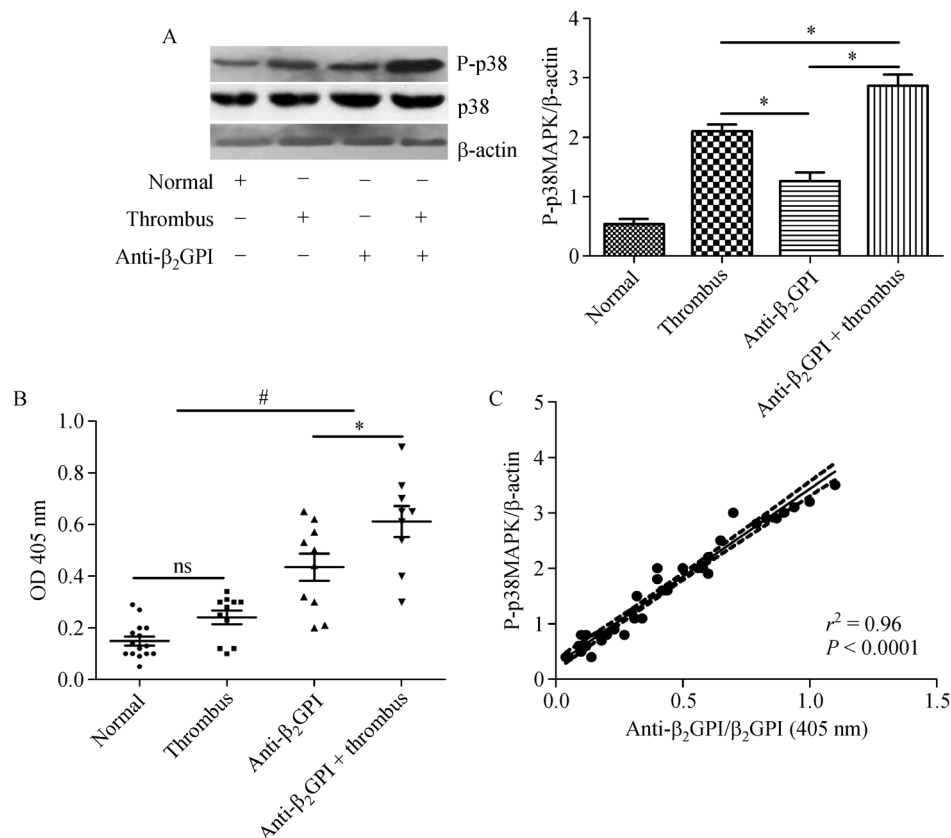 A
P-p38
p38
β-actin
Normal + − − −
Thrombus − + − +
Anti-β₂GPI − − + +
P-p38MAPK/β-actin
4
3
2
1
0
*
*
*
Normal
Thrombus
Anti-β₂GPI
Anti-β₂GPI + thrombus
B
OD 405 nm
1.0
0.8
0.6
0.4
0.2
0.0
#
*
ns
Normal
Thrombus
Anti-β₂GPI
Anti-β₂GPI + thrombus
C
P-p38MAPK/β-actin
5
4
3
2
1
0
0.0 0.5 1.0 1.5
r² = 0.96
P < 0.0001
Anti-β₂GPI/β₂GPI (405 nm)